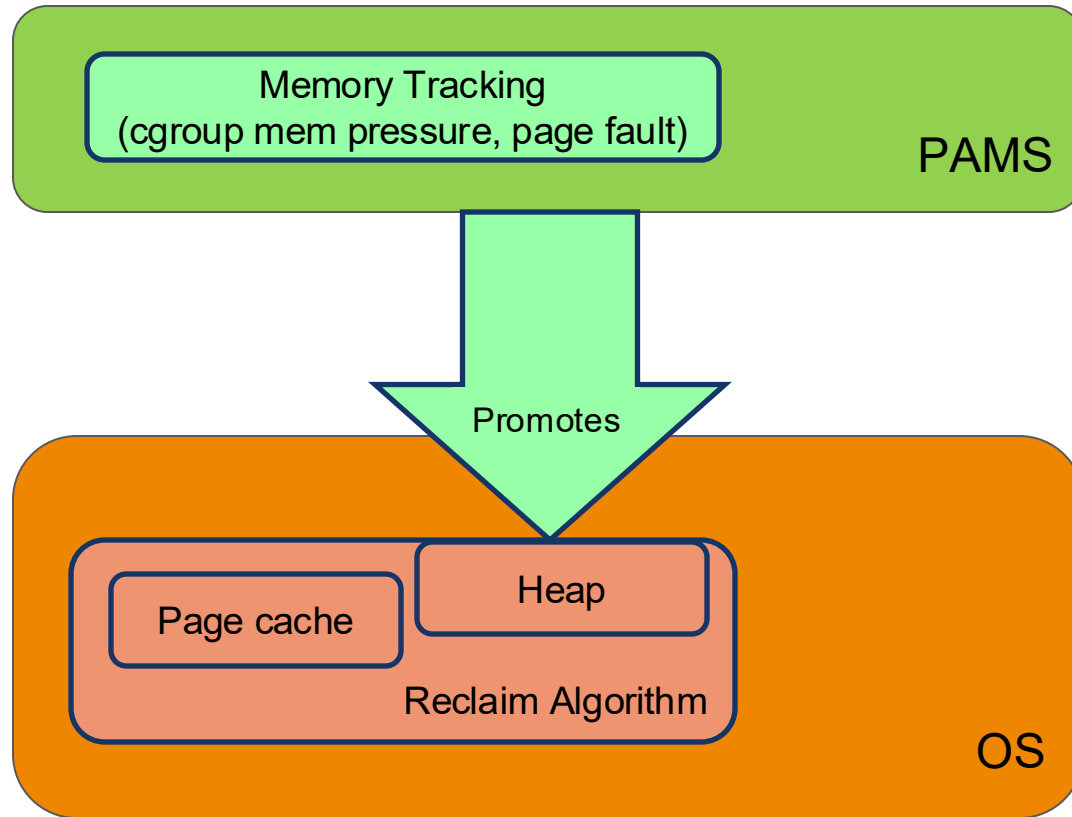 Memory Tracking
(cgroup mem pressure, page fault)
PAMS
Promotes
Heap
Page cache
Reclaim Algorithm
OS